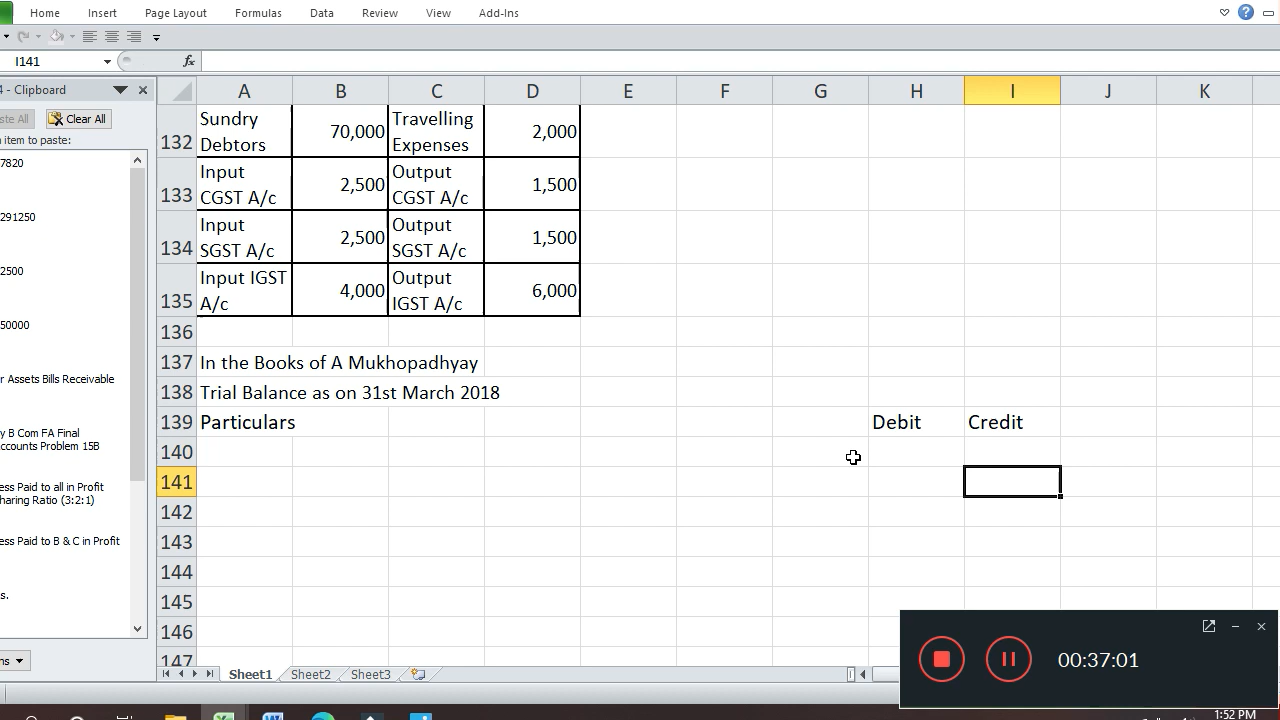 Home Insert Page Layout Formulas Data Review View Add-Ins
I141 fx
4 - Clipboard
ste All Clear All
item to paste:
7820
291250
2500
50000
r Assets Bills Receivable
y B Com FA Final
ccounts Problem 15B
ess Paid to all in Profit
haring Ratio (3:2:1)
ess Paid to B & C in Profit
s.
ns
A B C D E F G H I J K
132 Sundry Debtors 70,000 Travelling Expenses 2,000
133 Input CGST A/c 2,500 Output CGST A/c 1,500
134 Input SGST A/c 2,500 Output SGST A/c 1,500
135 Input IGST A/c 4,000 Output IGST A/c 6,000
136
137 In the Books of A Mukhopadhyay
138 Trial Balance as on 31st March 2018
139 Particulars Debit Credit
140
141
142
143
144
145
146
147
Sheet1 Sheet2 Sheet3
00:37:01
1:52 PM